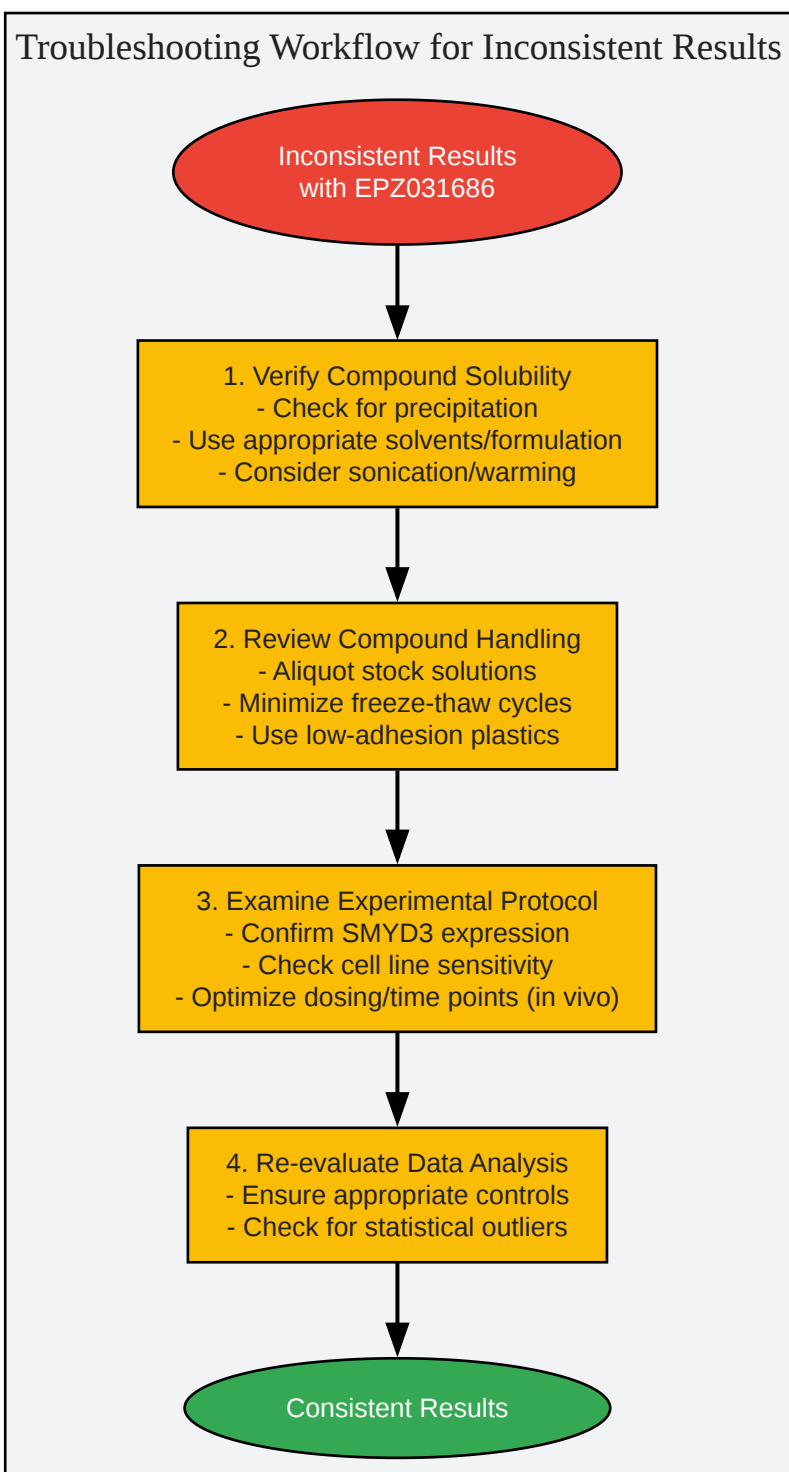 Troubleshooting Workflow for Inconsistent Results
Inconsistent Results
with EPZ031686
1. Verify Compound Solubility
- Check for precipitation
- Use appropriate solvents/formulation
- Consider sonication/warming
2. Review Compound Handling
- Aliquot stock solutions
- Minimize freeze-thaw cycles
- Use low-adhesion plastics
3. Examine Experimental Protocol
- Confirm SMYD3 expression
- Check cell line sensitivity
- Optimize dosing/time points (in vivo)
4. Re-evaluate Data Analysis
- Ensure appropriate controls
- Check for statistical outliers
Consistent Results